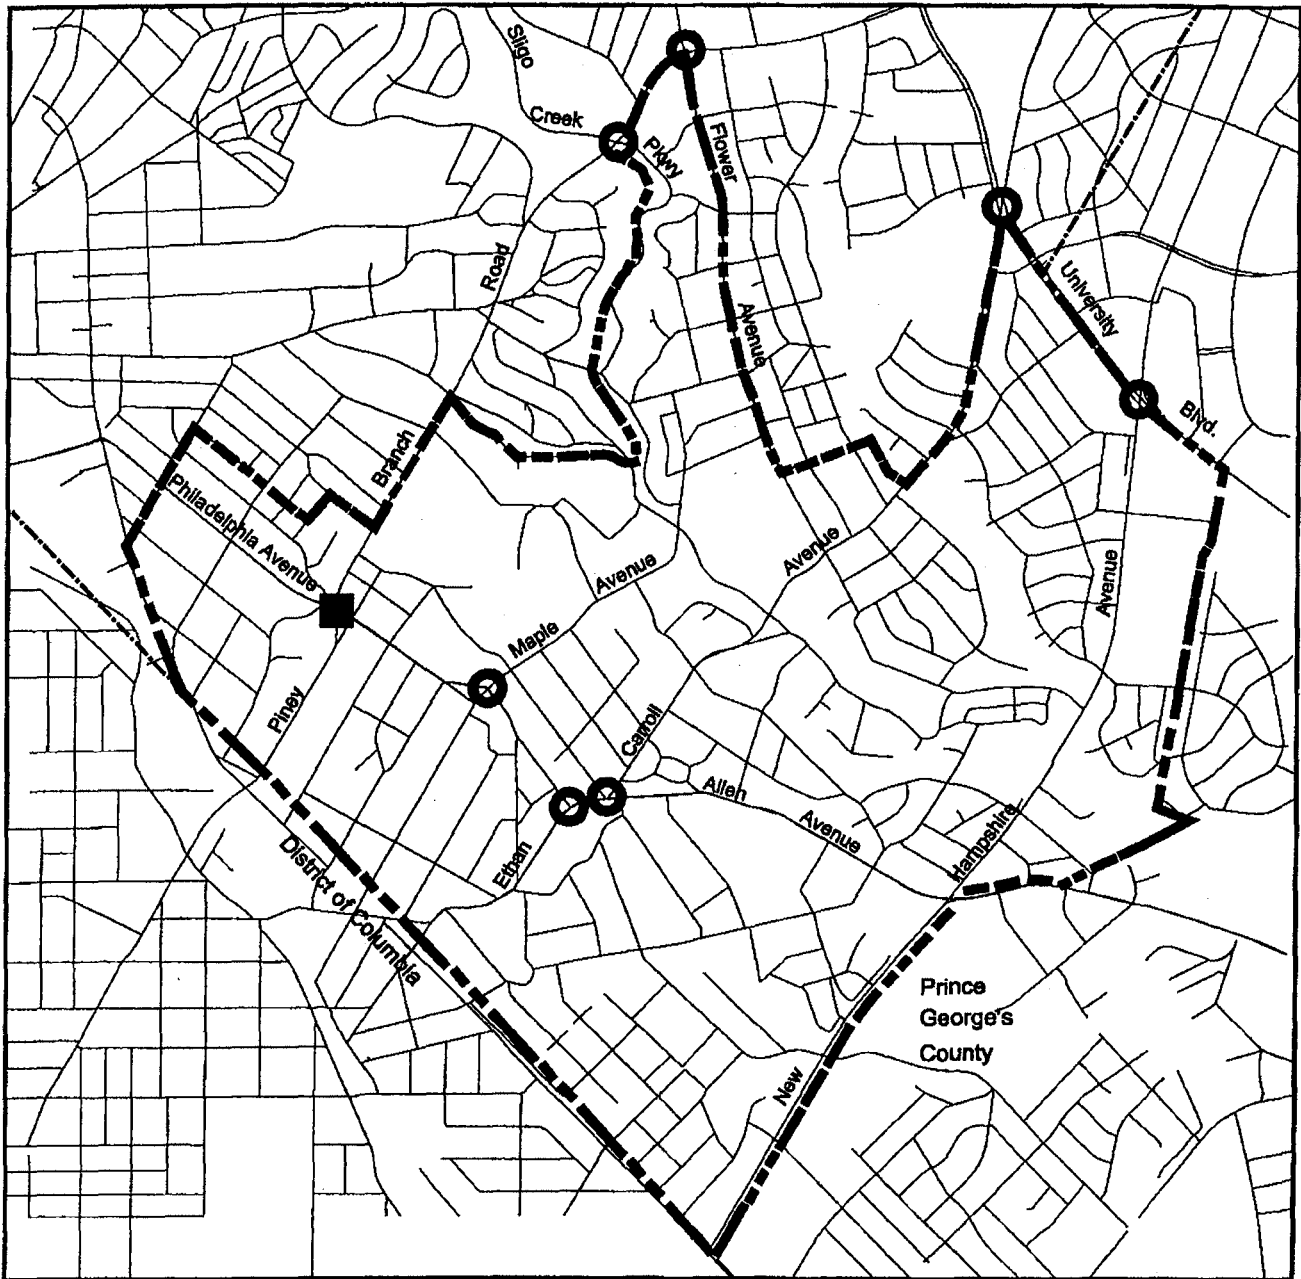 Sligo
Creek
Pkwy
Flower
Avenue
Road
University
Blvd.
Branch
Philadelphia Avenue
Avenue
Avenue
Avenue
Maple
Piney
Carroll
Allen
Avenue
Ethan
Hampshire
District of Columbia
New
Prince
George's
County